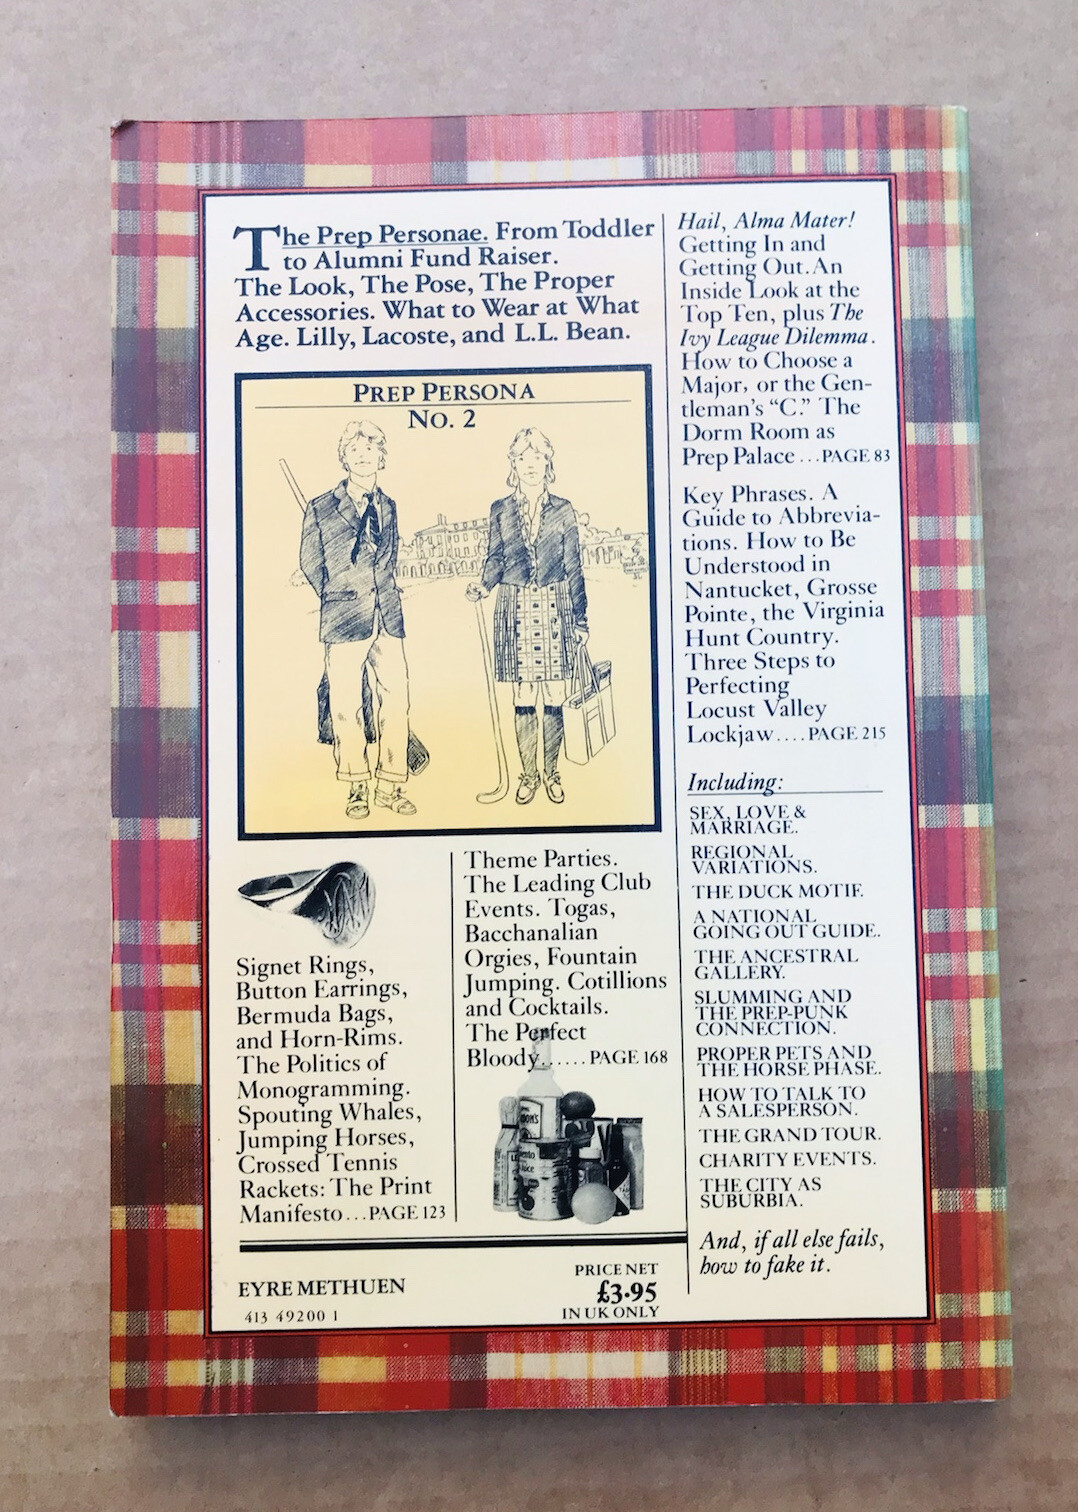 The Prep Personae. From Toddler
to Alumni Fund Raiser.
The Look, The Pose, The Proper
Accessories. What to Wear at What
Age. Lilly, Lacoste, and L.L. Bean.
PREP PERSONA
NO. 2
Signet Rings,
Button Earrings,
Bermuda Bags,
and Horn-Rims.
The Politics of
Monogramming.
Spouting Whales,
Jumping Horses,
Crossed Tennis
Rackets: The Print
Manifesto...PAGE 123
Theme Parties.
The Leading Club
Events. Togas,
Bacchanalian
Orgies, Fountain
Jumping. Cotillions
and Cocktails.
The Perfect
Bloody......PAGE 168
EYRE METHUEN
413 49200 1
PRICE NET
£3·95
IN UK ONLY
Hail, Alma Mater!
Getting In and
Getting Out. An
Inside Look at the
Top Ten, plus The
Ivy League Dilemma.
How to Choose a
Major, or the Gen-
tleman's “C.” The
Dorm Room as
Prep Palace...PAGE 83
Key Phrases. A
Guide to Abbrevia-
tions. How to Be
Understood in
Nantucket, Grosse
Pointe, the Virginia
Hunt Country.
Three Steps to
Perfecting
Locust Valley
Lockjaw....PAGE 215
Including:
SEX, LOVE &
MARRIAGE.
REGIONAL
VARIATIONS.
THE DUCK MOTIF.
A NATIONAL
GOING OUT GUIDE.
THE ANCESTRAL
GALLERY.
SLUMMING AND
THE PREP-PUNK
CONNECTION.
PROPER PETS AND
THE HORSE PHASE.
HOW TO TALK TO
A SALESPERSON.
THE GRAND TOUR.
CHARITY EVENTS.
THE CITY AS
SUBURBIA.
And, if all else fails,
how to fake it.